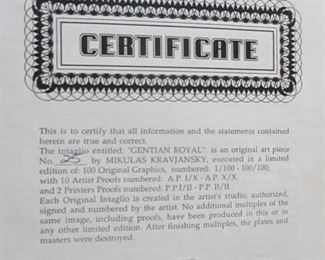 CERTIFICATE
This is to certify that all information and the statements contained
herein are true and correct.
The intaglio entitled: "GENTIAN ROYAL" is an original art piece
No. 25 by MIKULAS KRAVJANSKY, executed in a limited
edition of: 100 Original Graphics, numbered: 1/100 - 100/100;
with 10 Artist Proofs numbered: A.P. I/X - A.P. X/X
and 2 Printers Proofs numbered: P.P.I/II - P.P. II/II
Each Original Intaglio is created in the artist's studio, authorized,
signed and numbered by the artist. No additional multiples of the
same image, including proofs, have been produced in this or in
any other limited edition. After finishing multiples, the plates and
masters were destroyed.